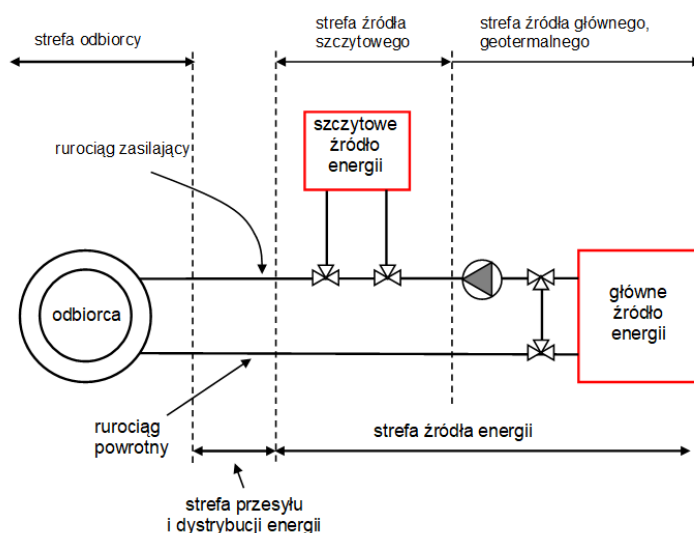 strefa odbiorcy
strefa źródła
szczytowego
strefa źródła głównego,
geotermalnego
rurociąg zasilający
szczytowe
źródło
energii
odbiorca
główne
źródło
energii
rurociąg
powrotny
strefa źródła energii
strefa przesyłu
i dystrybucji energii